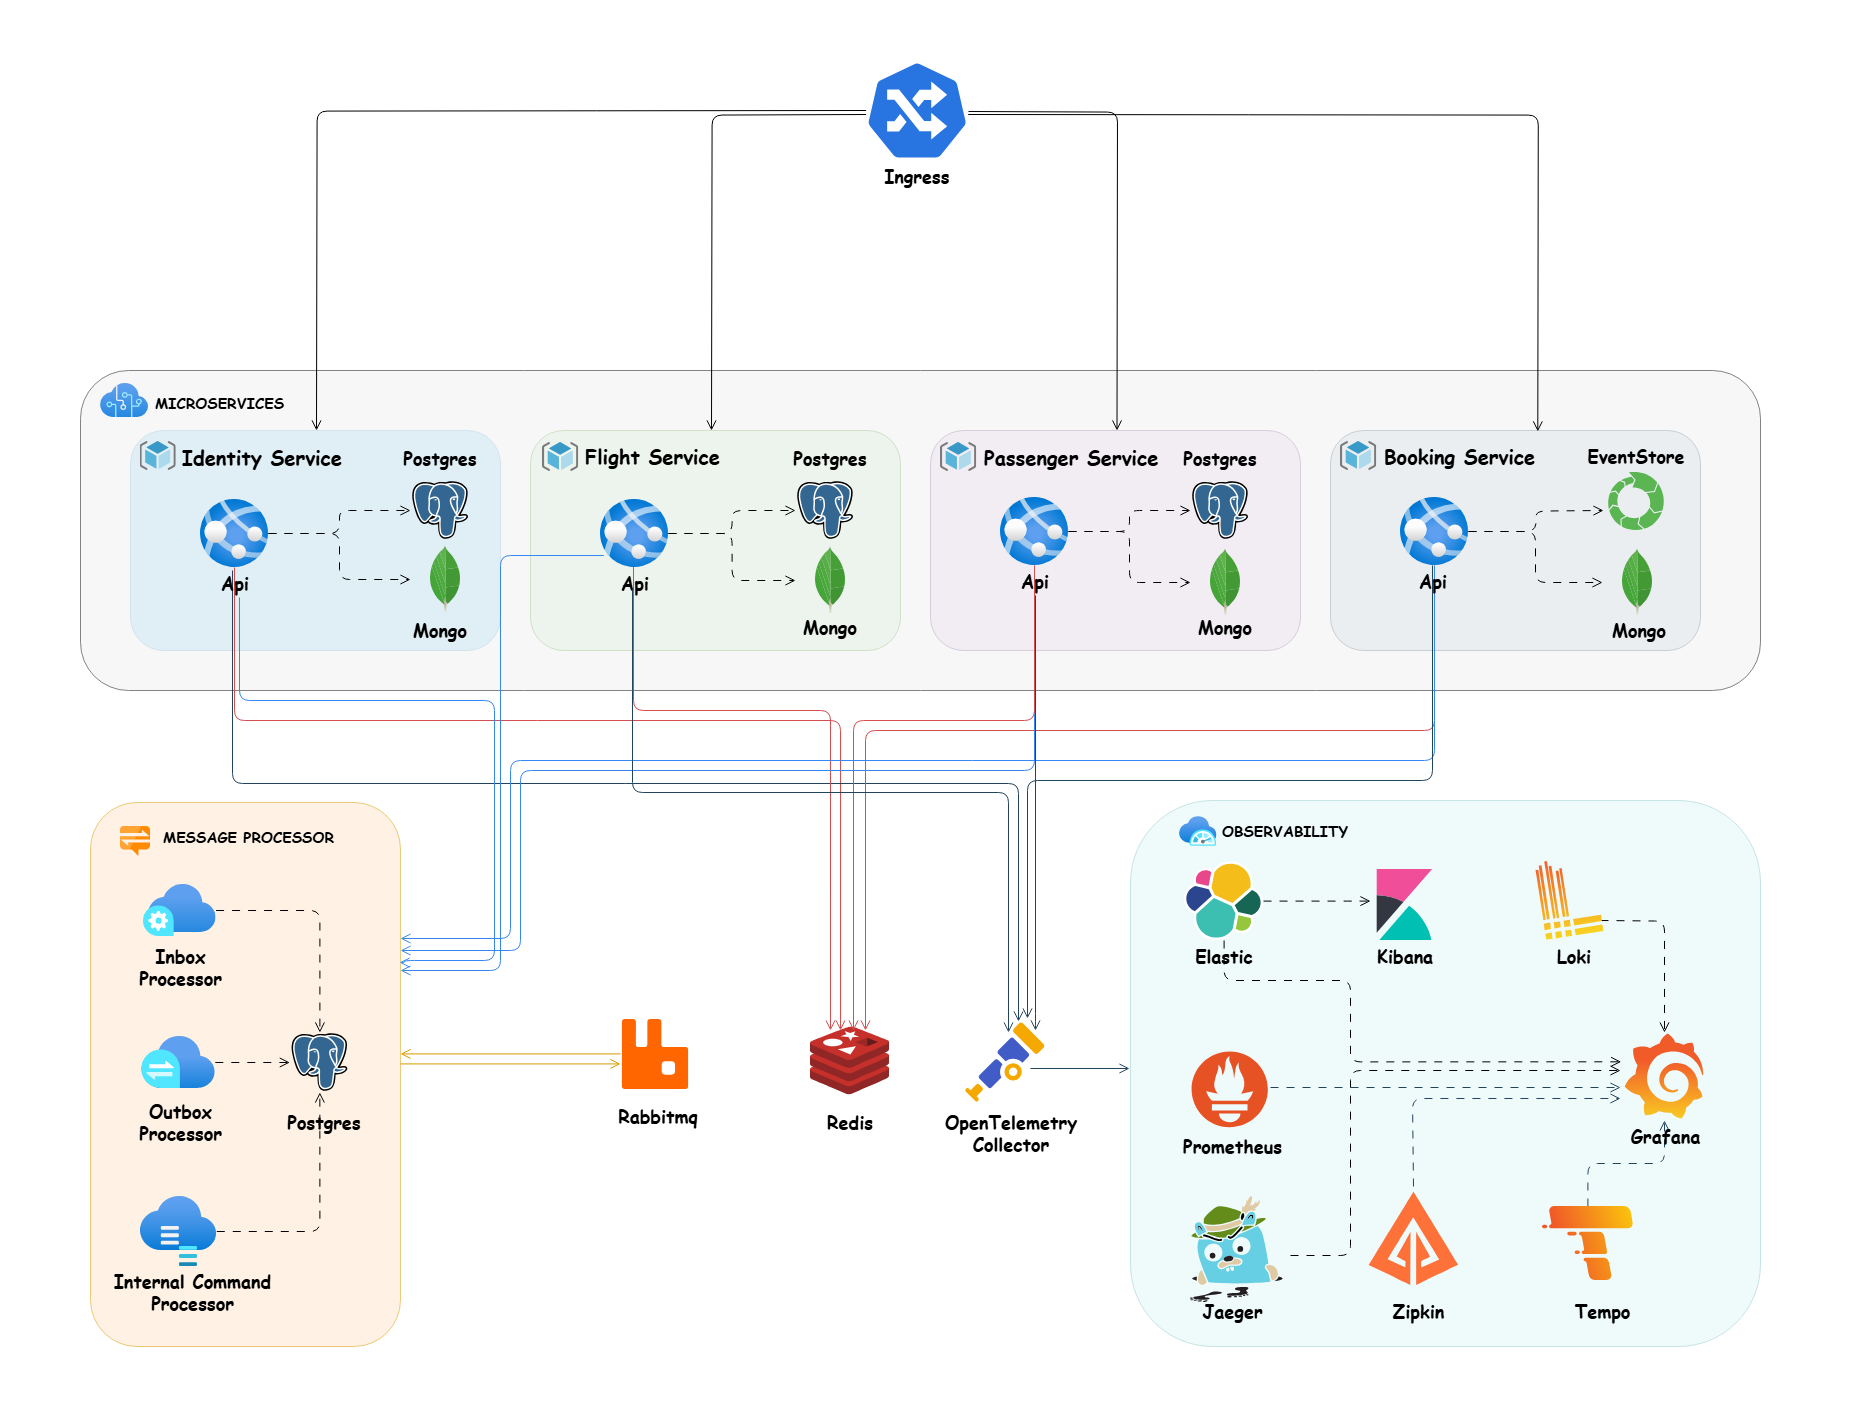 Ingress
MICROSERVICES
Identity Service
Postgres
Api
Mongo
Flight Service
Postgres
Api
Mongo
Passenger Service
Postgres
Api
Mongo
Booking Service
EventStore
Api
Mongo
MESSAGE PROCESSOR
Inbox
Processor
Outbox
Processor
Postgres
Internal Command
Processor
Rabbitmq
Redis
OpenTelemetry
Collector
OBSERVABILITY
Elastic
Kibana
Loki
Prometheus
Grafana
Jaeger
Zipkin
Tempo